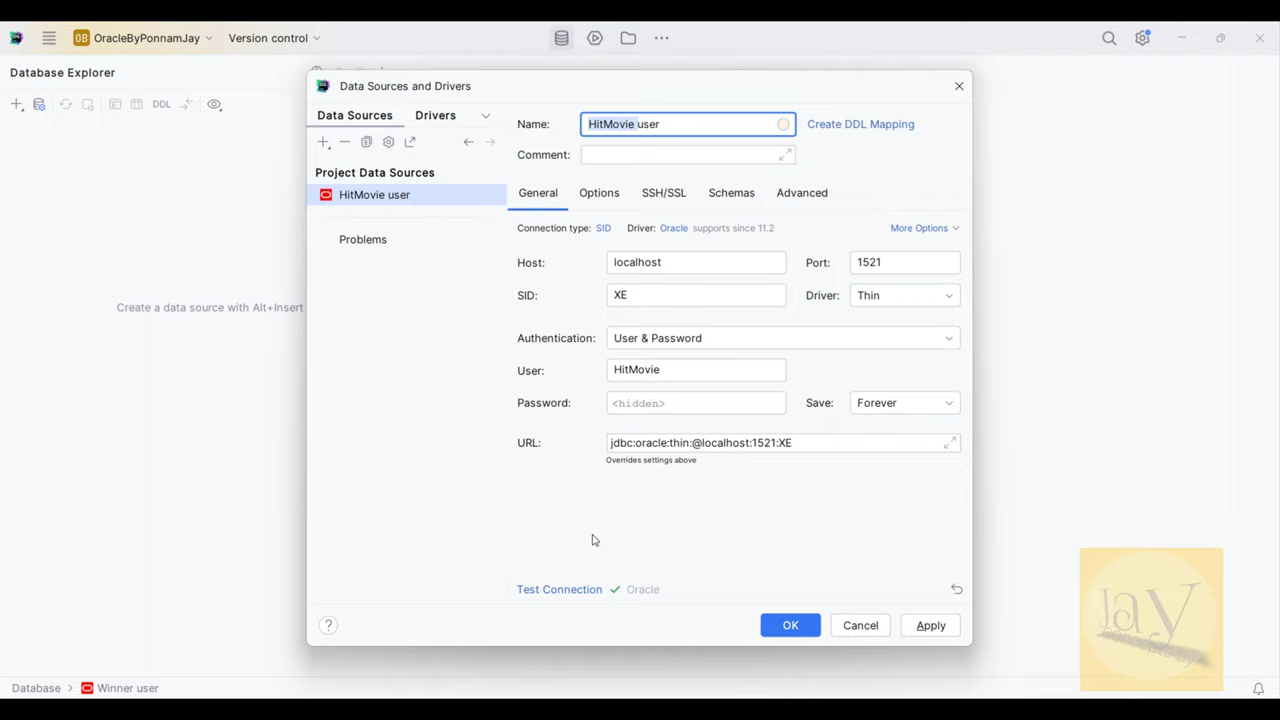 OB OracleByPonnamJay
Version control
Database Explorer
DDL
Create a data source with Alt+Insert
Data Sources and Drivers
Data Sources
Drivers
Project Data Sources
HitMovie user
Problems
Name: HitMovie user
Create DDL Mapping
Comment:
General
Options
SSH/SSL
Schemas
Advanced
Connection type: SID
Driver: Oracle supports since 11.2
More Options
Host: localhost
Port: 1521
SID: XE
Driver: Thin
Authentication: User & Password
User: HitMovie
Password: <hidden>
Save: Forever
URL: jdbc:oracle:thin:@localhost:1521:XE
Overrides settings above
Test Connection
Oracle
?
OK
Cancel
Apply
Database
Winner user
Jay
concepts by